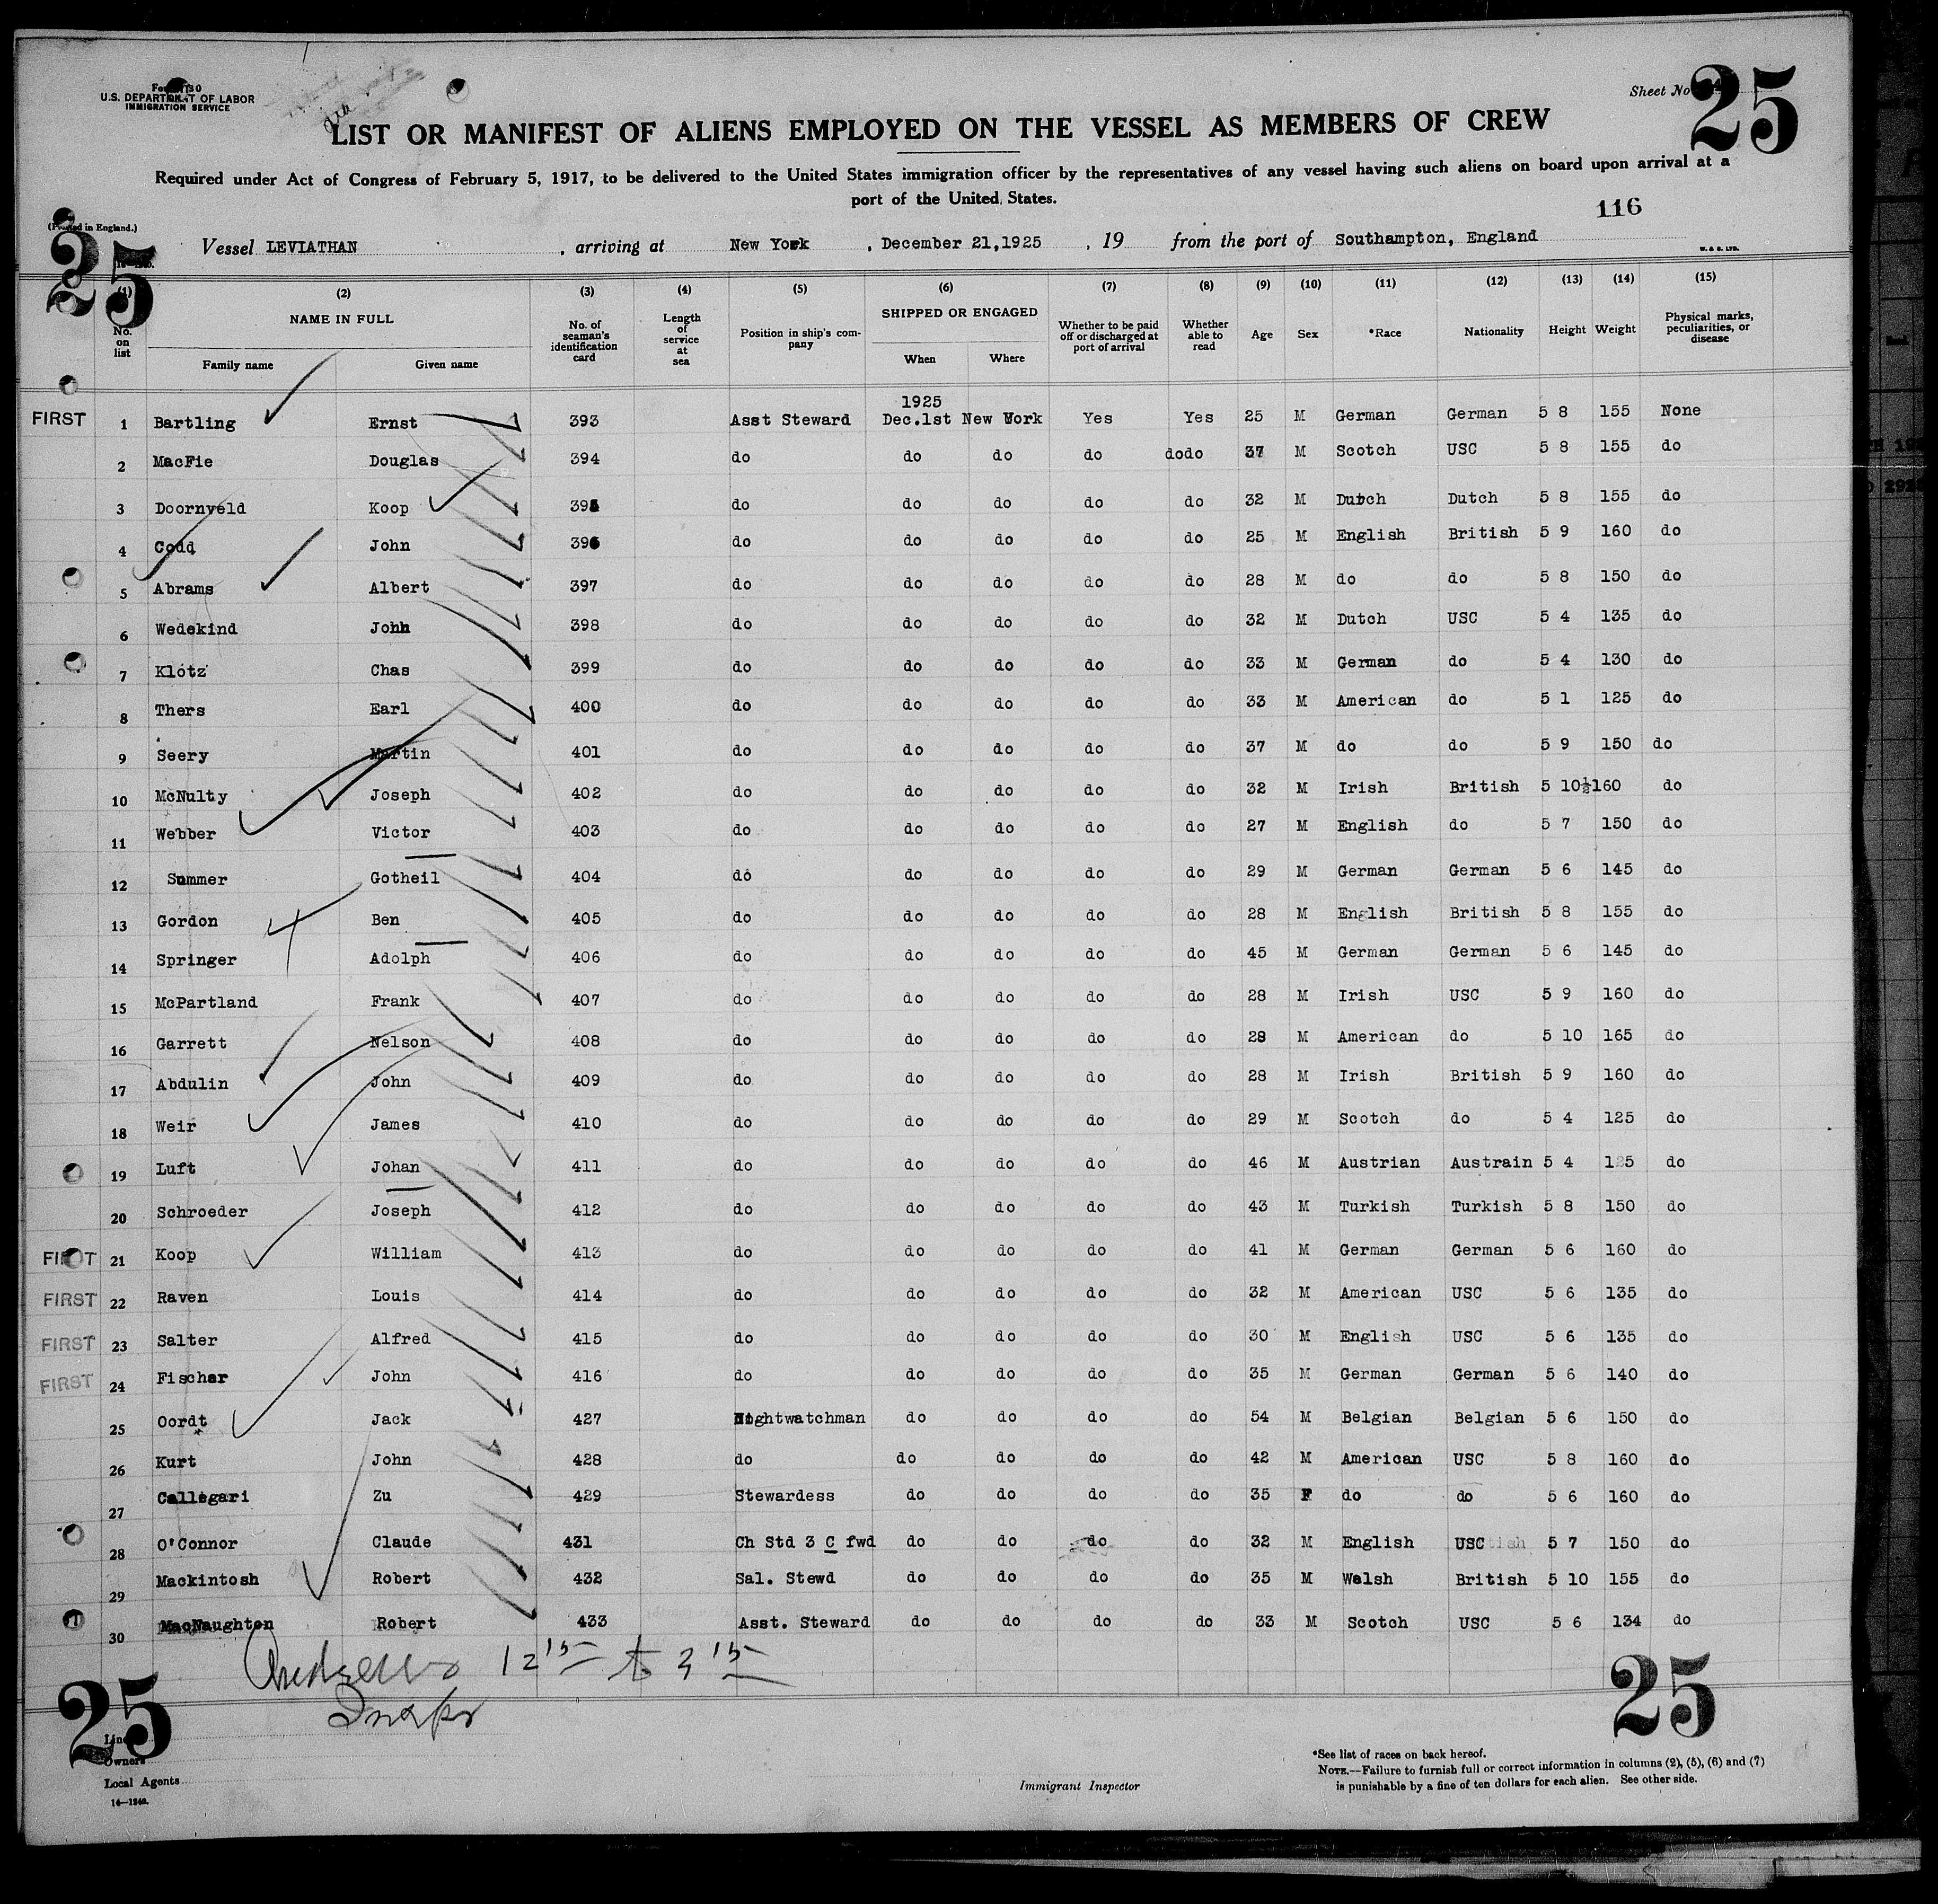 U.S. DEPARTMENT OF LABOR
IMMIGRATION SERVICE
Sheet No
25
LIST OR MANIFEST OF ALIENS EMPLOYED ON THE VESSEL AS MEMBERS OF CREW
Required under Act of Congress of February 5, 1917, to be delivered to the United States immigration officer by the representatives of any vessel having such aliens on board upon arrival at a
port of the United States.
116
(Printed in England.)
25
Vessel LEVIATHAN , arriving at New York , December 21,1925 , 19 from the port of Southampton, England
W. & S. LTD.
(1) (2) (3) (4) (5) (6) (7) (8) (9) (10) (11) (12) (13) (14) (15)
No. on list NAME IN FULL Family name Given name No. of seaman's identification card Length of service at sea Position in ship's company SHIPPED OR ENGAGED When Where Whether to be paid off or discharged at port of arrival Whether able to read Age Sex *Race Nationality Height Weight Physical marks, peculiarities, or disease
1925
FIRST 1 Bartling Ernst 393 Asst Steward Dec.1st New Work Yes Yes 25 M German German 5 8 155 None
2 MacFie Douglas 394 do do do do dodo 37 M Scotch USC 5 8 155 do
3 Doornveld Koop 395 do do do do do 32 M Dutch Dutch 5 8 155 do
4 Codd John 396 do do do do do 25 M English British 5 9 160 do
5 Abrams Albert 397 do do do do do 28 M do do 5 8 150 do
6 Wedekind John 398 do do do do do 32 M Dutch USC 5 4 135 do
7 Klotz Chas 399 do do do do do 33 M German do 5 4 130 do
8 Thers Earl 400 do do do do do 33 M American do 5 1 125 do
9 Seery Martin 401 do do do do do 37 M do do 5 9 150 do
10 McNulty Joseph 402 do do do do do 32 M Irish British 5 10½ 160 do
11 Webber Victor 403 do do do do do 27 M English do 5 7 150 do
12 Summer Gotheil 404 do do do do do 29 M German German 5 6 145 do
13 Gordon Ben 405 do do do do do 28 M English British 5 8 155 do
14 Springer Adolph 406 do do do do do 45 M German German 5 6 145 do
15 McPartland Frank 407 do do do do do 28 M Irish USC 5 9 160 do
16 Garrett Nelson 408 do do do do do 28 M American do 5 10 165 do
17 Abdulin John 409 do do do do do 28 M Irish British 5 9 160 do
18 Weir James 410 do do do do do 29 M Scotch do 5 4 125 do
19 Luft Johan 411 do do do do do 46 M Austrian Austrain 5 4 125 do
20 Schroeder Joseph 412 do do do do do 43 M Turkish Turkish 5 8 150 do
FIRST 21 Koop William 413 do do do do do 41 M German German 5 6 160 do
FIRST 22 Raven Louis 414 do do do do do 32 M American USC 5 6 135 do
FIRST 23 Salter Alfred 415 do do do do do 30 M English USC 5 6 135 do
FIRST 24 Fischer John 416 do do do do do 35 M German German 5 6 140 do
25 Oordt Jack 427 Nightwatchman do do do do 54 M Belgian Belgian 5 6 150 do
26 Kurt John 428 do do do do do 42 M American USC 5 8 160 do
27 Callegari Zu 429 Stewardess do do do do 35 F do do 5 6 160 do
28 O'Connor Claude 431 Ch Std 3 C fwd do do do do 32 M English USC 5 7 150 do
29 Mackintosh Robert 432 Sal. Stewd do do do do 35 M Welsh British 5 10 155 do
30 MacNaughton Robert 433 Asst. Steward do do do do 33 M Scotch USC 5 6 134 do
12 15 to 3 15
25
25
Line
Owners
Local Agents
14—1240.
Immigrant Inspector
*See list of races on back hereof.
NOTE.—Failure to furnish full or correct information in columns (2), (5), (6) and (7)
is punishable by a fine of ten dollars for each alien. See other side.